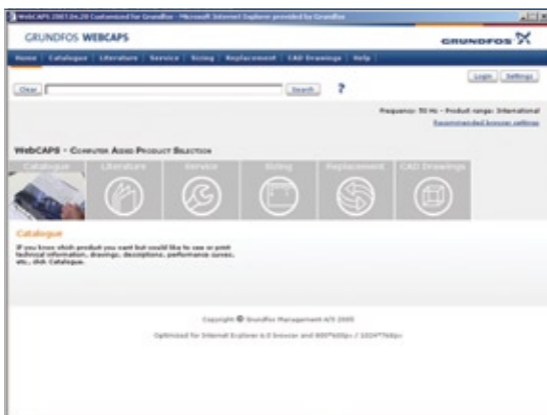 WebCAPS 2007.04.20 Customized for Grundfos - Microsoft Internet Explorer provided by Grundfos
GRUNDFOS WEBCAPS
GRUNDFOS
Home | Catalogue | Literature | Service | Sizing | Replacement | CAD Drawings | Help |
Login Settings
Clear Search ?
Frequency: 50 Hz - Product range: International
Recommended browser settings
WebCAPS - Computer Aided Product Selection
Catalogue Literature Service Sizing Replacement CAD Drawings
Catalogue
If you know which product you want but would like to see or print
technical information, drawings, descriptions, performance curves,
etc., click Catalogue.
Copyright © Grundfos Management A/S 2005
Optimized for Internet Explorer 6.0 browser and 800*600px / 1024*768px